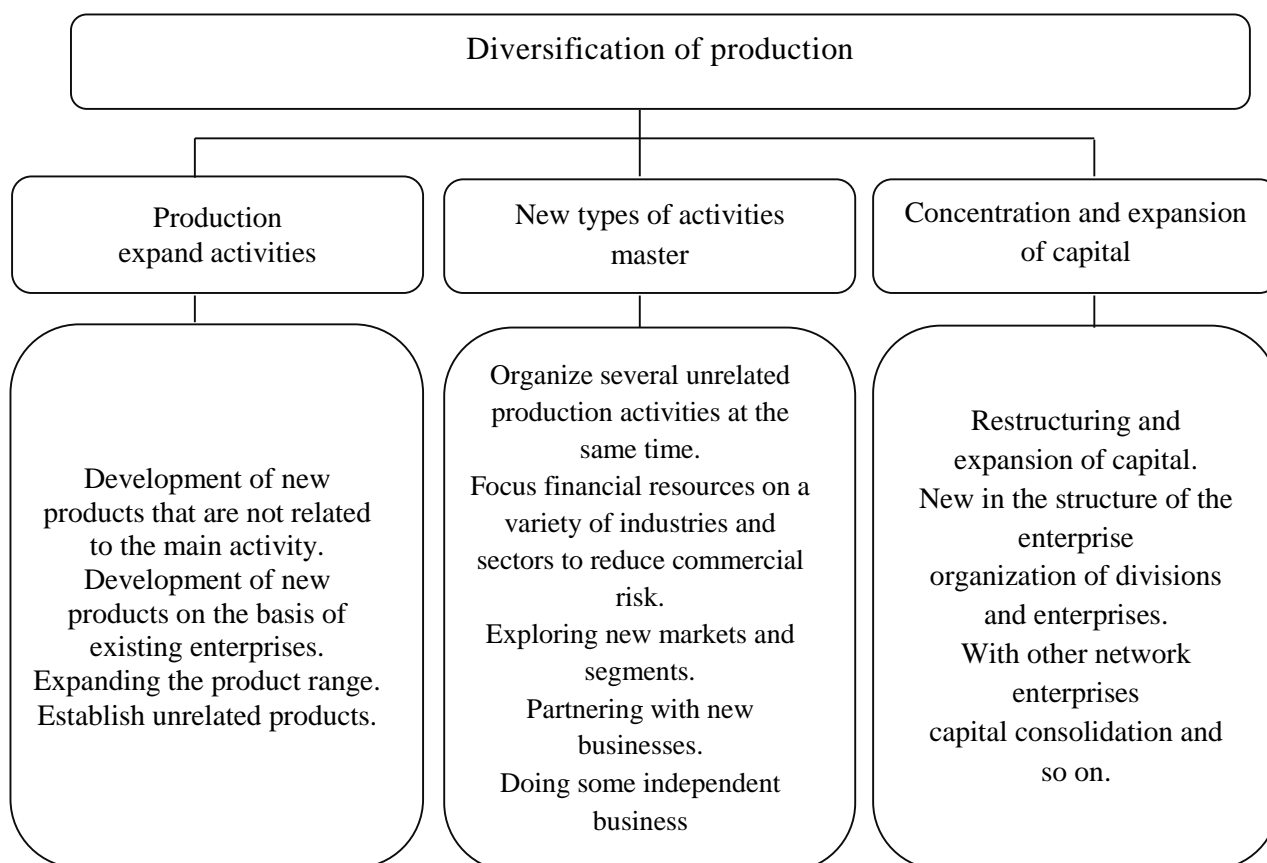 Diversification of production
Production
expand activities
New types of activities
master
Concentration and expansion
of capital
Development of new
products that are not related
to the main activity.
Development of new
products on the basis of
existing enterprises.
Expanding the product range.
Establish unrelated products.
Organize several unrelated
production activities at the
same time.
Focus financial resources on a
variety of industries and
sectors to reduce commercial
risk.
Exploring new markets and
segments.
Partnering with new
businesses.
Doing some independent
business
Restructuring and
expansion of capital.
New in the structure of the
enterprise
organization of divisions
and enterprises.
With other network
enterprises
capital consolidation and
so on.